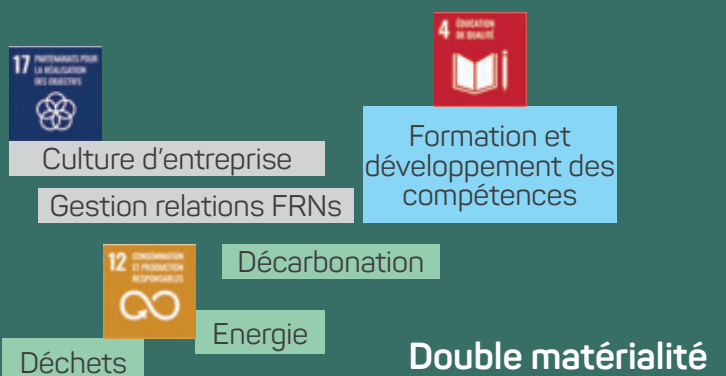 17 PARTENARIATS POUR
LA RÉALISATION
DES OBJECTIFS
4 ÉDUCATION
DE QUALITÉ
Culture d'entreprise
Gestion relations FRNs
Formation et
développement des
compétences
12 CONSOMMATION
ET PRODUCTION
RESPONSABLES
Décarbonation
Energie
Déchets
Double matérialité